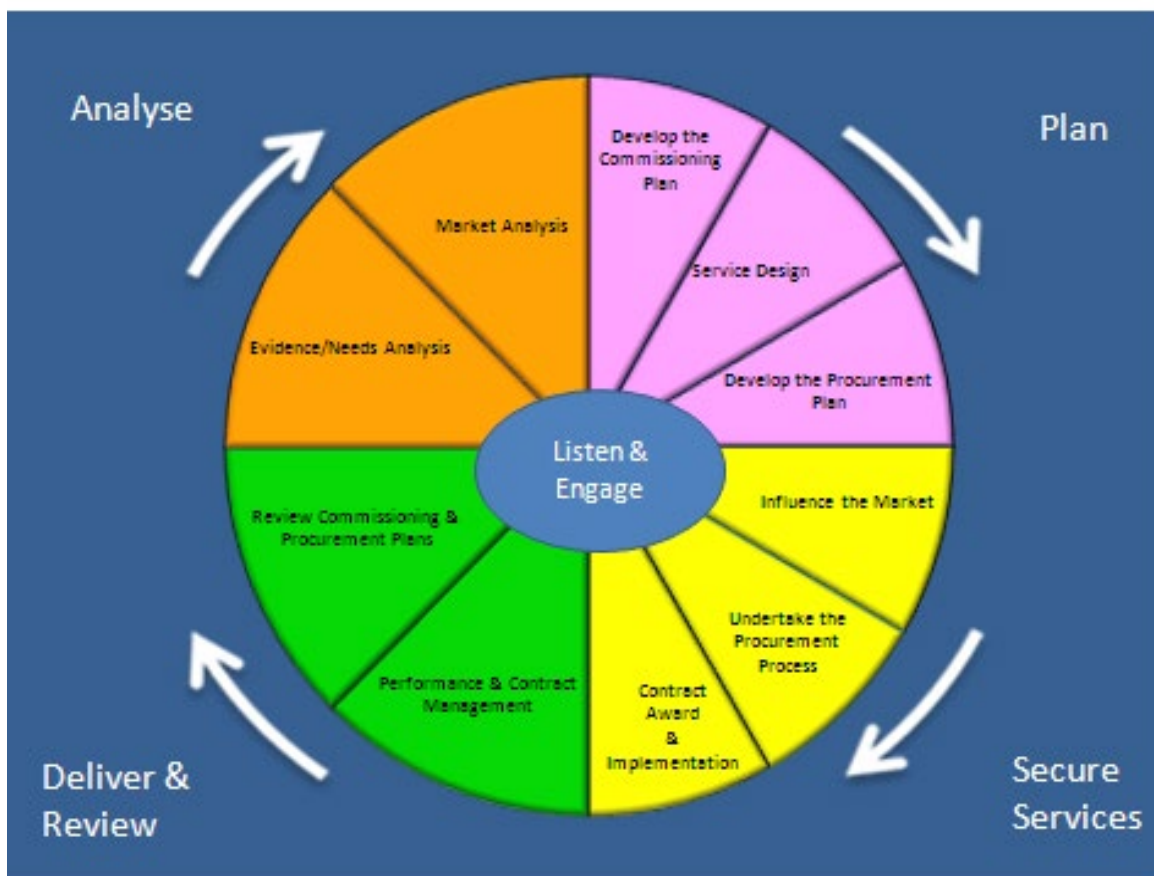 Analyse
Plan
Develop the
Commissioning
Plan
Market Analysis
Service Design
Evidence/Needs Analysis
Develop the Procurement
Plan
Listen &
Engage
Influence the Market
Review Commissioning &
Procurement Plans
Undertake the
Procurement
Process
Performance & Contract
Management
Contract
Award
&
Implementation
Deliver &
Review
Secure
Services